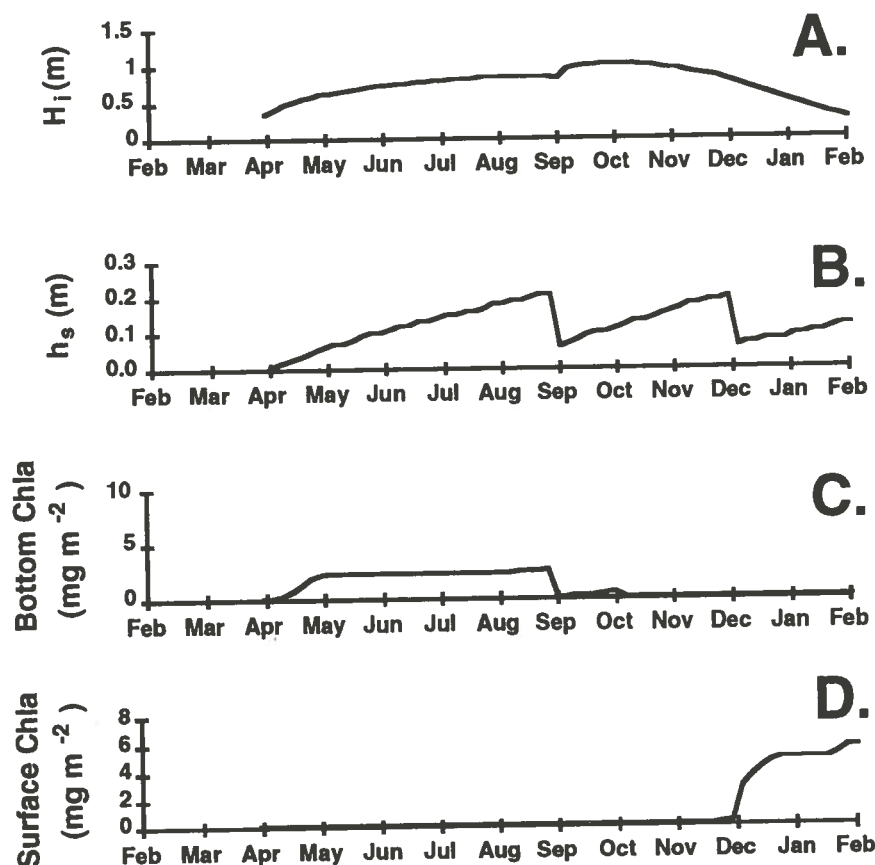 A.
H i (m)
1.5
1
0.5
0
Feb Mar Apr May Jun Jul Aug Sep Oct Nov Dec Jan Feb
B.
h s (m)
0.3
0.2
0.1
0.0
Feb Mar Apr May Jun Jul Aug Sep Oct Nov Dec Jan Feb
C.
Bottom Chla
(mg m -2 )
10
5
0
Feb Mar Apr May Jun Jul Aug Sep Oct Nov Dec Jan Feb
D.
Surface Chla
(mg m -2 )
8
6
4
2
0
Feb Mar Apr May Jun Jul Aug Sep Oct Nov Dec Jan Feb